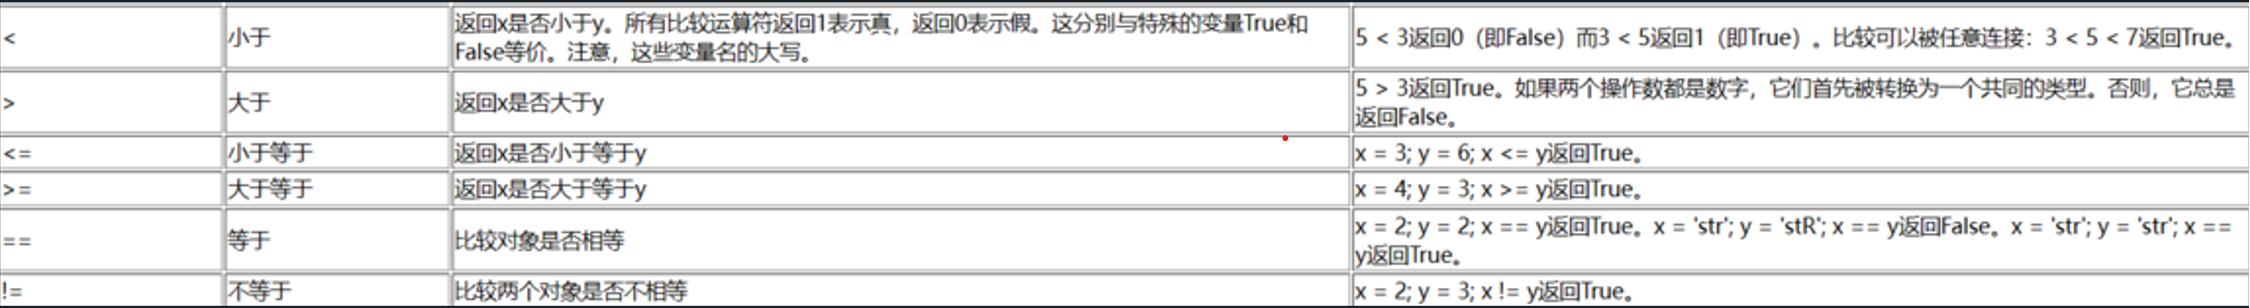 <
小于
返回x是否小于y。所有比较运算符返回1表示真，返回0表示假。这分别与特殊的变量True和
False等价。注意，这些变量名的大写。
5 < 3返回0（即False）而3 < 5返回1（即True）。比较可以被任意连接：3 < 5 < 7返回True。
>
大于
返回x是否大于y
5 > 3返回True。如果两个操作数都是数字，它们首先被转换为一个共同的类型。否则，它总是
返回False。
<=
小于等于
返回x是否小于等于y
x = 3; y = 6; x <= y返回True。
>=
大于等于
返回x是否大于等于y
x = 4; y = 3; x >= y返回True。
==
等于
比较对象是否相等
x = 2; y = 2; x == y返回True。x = 'str'; y = 'stR'; x == y返回False。x = 'str'; y = 'str'; x ==
y返回True。
!=
不等于
比较两个对象是否不相等
x = 2; y = 3; x != y返回True。